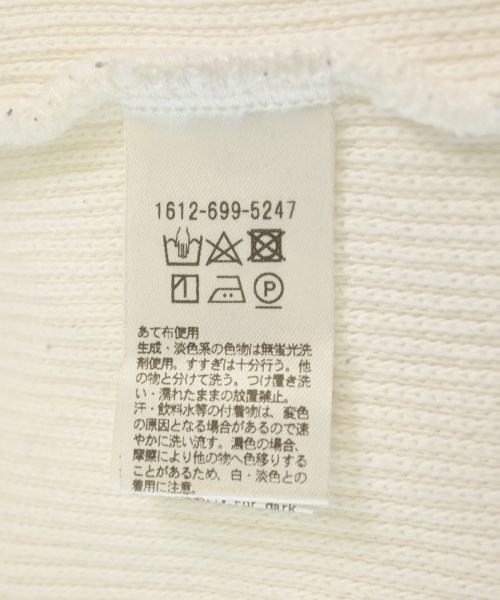 1612-699-5247
P
あて布使用
生成・淡色系の色物は無蛍光洗
剤使用。すすぎは十分行う。他
の物と分けて洗う。つけ置き洗
い・濡れたままの放置禁止。
汗・飲料水等の付着物は、変色
の原因となる場合があるので速
やかに洗い流す。濃色の場合、
摩擦により他の物へ色移りする
ことがあるため、白・淡色との
着用に注意。
For dark